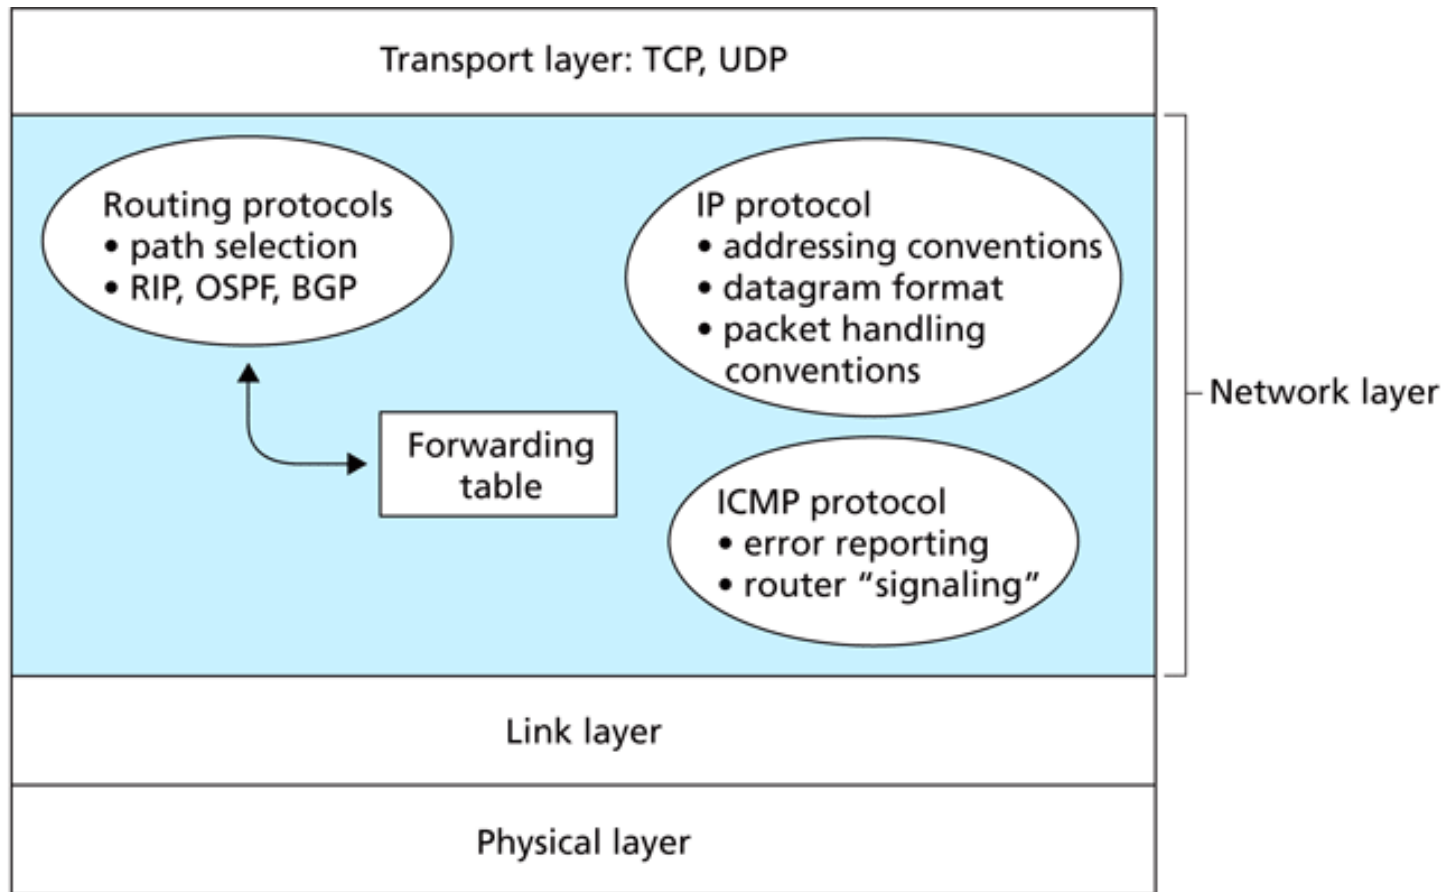 Transport layer: TCP, UDP
Routing protocols
• path selection
• RIP, OSPF, BGP
IP protocol
• addressing conventions
• datagram format
• packet handling
conventions
Network layer
Forwarding
table
ICMP protocol
• error reporting
• router “signaling”
Link layer
Physical layer